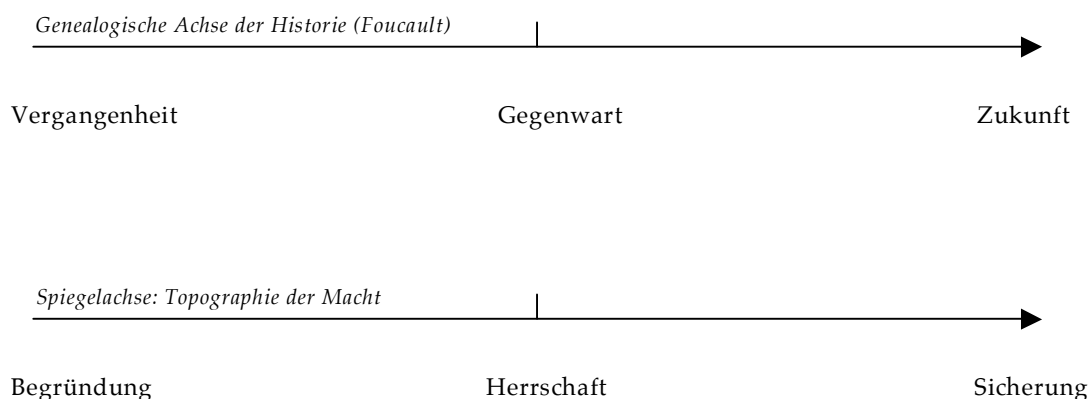 Genealogische Achse der Historie (Foucault)
Vergangenheit Gegenwart Zukunft
Spiegelachse: Topographie der Macht
Begründung Herrschaft Sicherung